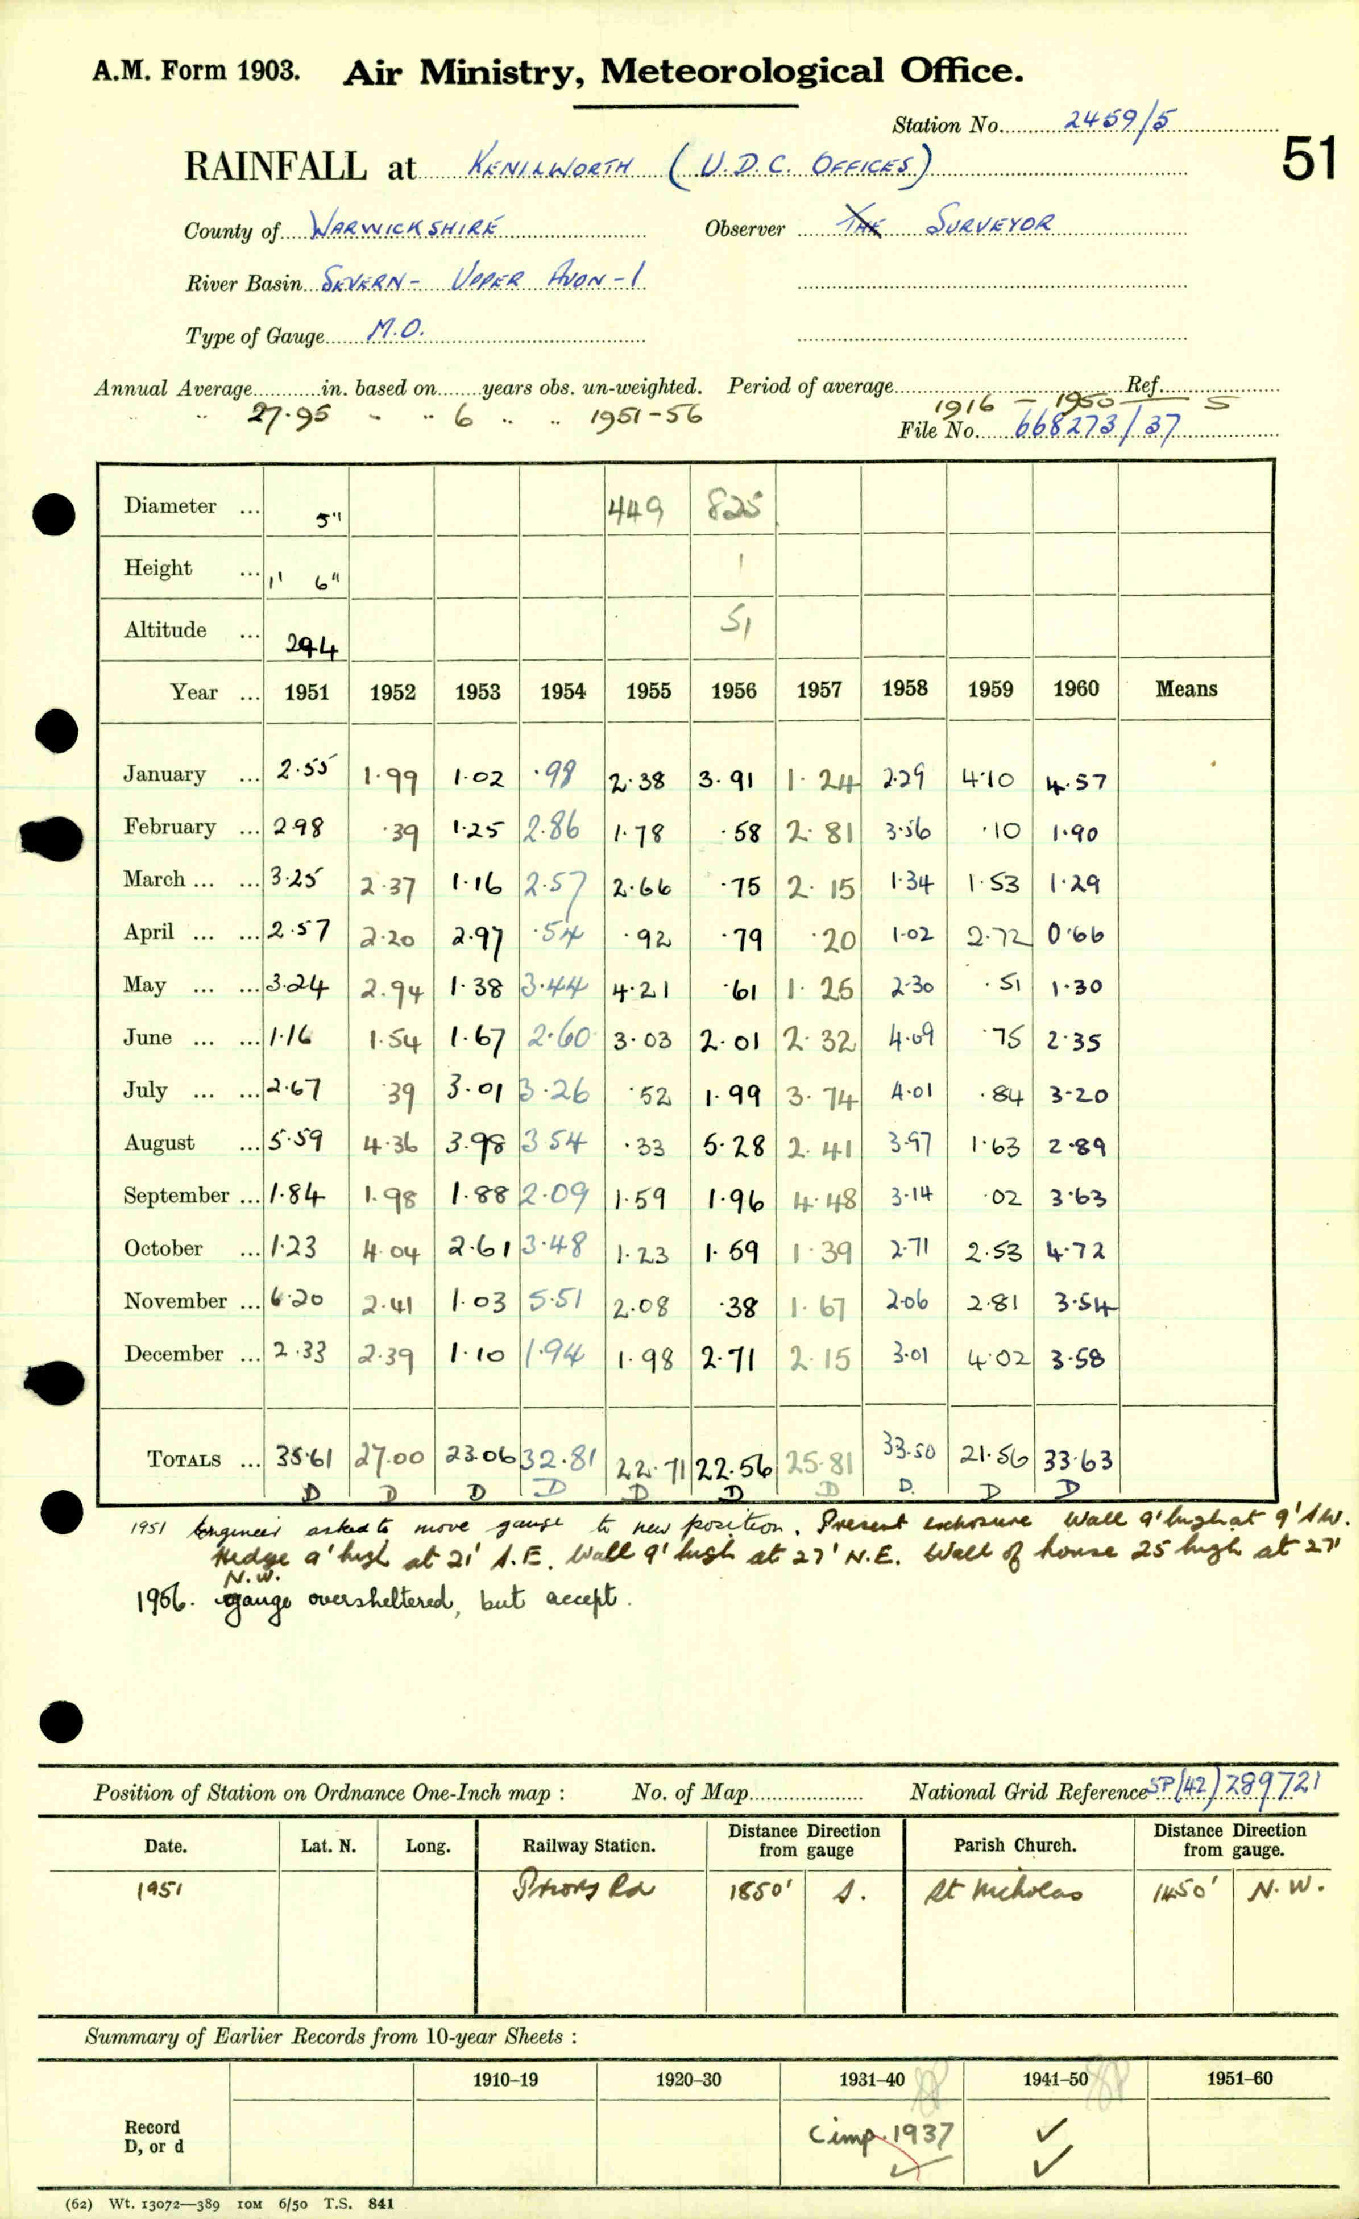 A.M. Form 1903. Air Ministry, Meteorological Office.
Station No. 2459/5
51
RAINFALL at KENILWORTH (U.D.C. OFFICES)
County of WARWICKSHIRE Observer THE SURVEYOR
River Basin SEVERN - UPPER AVON - 1
Type of Gauge M.O.
Annual Average in. based on years obs. un-weighted. Period of average Ref.
" " 27.95 " " 6 " " 1951-56 1916 - 1950 S
File No. 668273/37
Diameter ... 5" 449 825
Height ... 1' 6" 1
Altitude ... 294 51
Year ... 1951 1952 1953 1954 1955 1956 1957 1958 1959 1960 Means
January ... 2.55 1.99 1.02 .98 2.38 3.91 1.24 2.29 4.10 4.57
February ... 2.98 .39 1.25 2.86 1.78 .58 2.81 3.56 .10 1.90
March ... ... 3.25 2.37 1.16 2.57 2.66 .75 2.15 1.34 1.53 1.29
April ... ... 2.57 2.20 2.97 .54 .92 .79 .20 1.02 2.72 0.66
May ... ... 3.24 2.94 1.38 3.44 4.21 .61 1.25 2.30 .51 1.30
June ... ... 1.16 1.54 1.67 2.60 3.03 2.01 2.32 4.09 .75 2.35
July ... ... 2.67 .39 3.01 3.26 .52 1.99 3.74 4.01 .84 3.20
August ... 5.59 4.36 3.98 3.54 .33 5.28 2.41 3.97 1.63 2.89
September ... 1.84 1.98 1.88 2.09 1.59 1.96 4.48 3.14 .02 3.63
October ... 1.23 4.04 2.61 3.48 1.23 1.59 1.39 2.71 2.53 4.72
November ... 6.20 2.41 1.03 5.51 2.08 .38 1.67 2.06 2.81 3.54
December ... 2.33 2.39 1.10 1.94 1.98 2.71 2.15 3.01 4.02 3.58
TOTALS ... 35.61 27.00 23.06 32.81 22.71 22.56 25.81 33.50 21.56 33.63
D D D D D D D D. D D
1951 Engineer asked to move gauge to new position. Present enclosure Wall 9' high at 9' S.W.
Hedge 9' high at 21' S.E. Wall 9' high at 27' N.E. Wall of house 25 high at 27'
N.W.
1956. gauge oversheltered, but accept.
Position of Station on Ordnance One-Inch map : No. of Map National Grid Reference SP(42)289721
Date. Lat. N. Long. Railway Station. Distance Direction from gauge Parish Church. Distance Direction from gauge.
1951 Priory Rd 1850' S. St Nicholas 1450' N.W.
Summary of Earlier Records from 10-year Sheets :
1910–19 1920–30 1931–40 1941–50 1951–60
Record
D, or d 1937 ✓
✓ ✓
(62) Wt. 13072—389 10M 6/50 T.S. 841